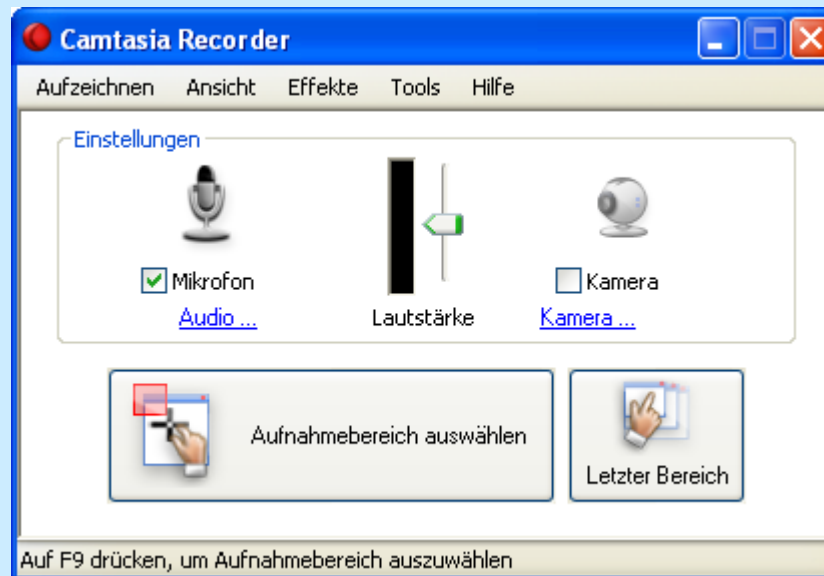 Camtasia Recorder
Aufzeichnen Ansicht Effekte Tools Hilfe
Einstellungen
Mikrofon
Kamera
Audio ...
Lautstärke
Kamera ...
Aufnahmebereich auswählen
Letzter Bereich
Auf F9 drücken, um Aufnahmebereich auszuwählen